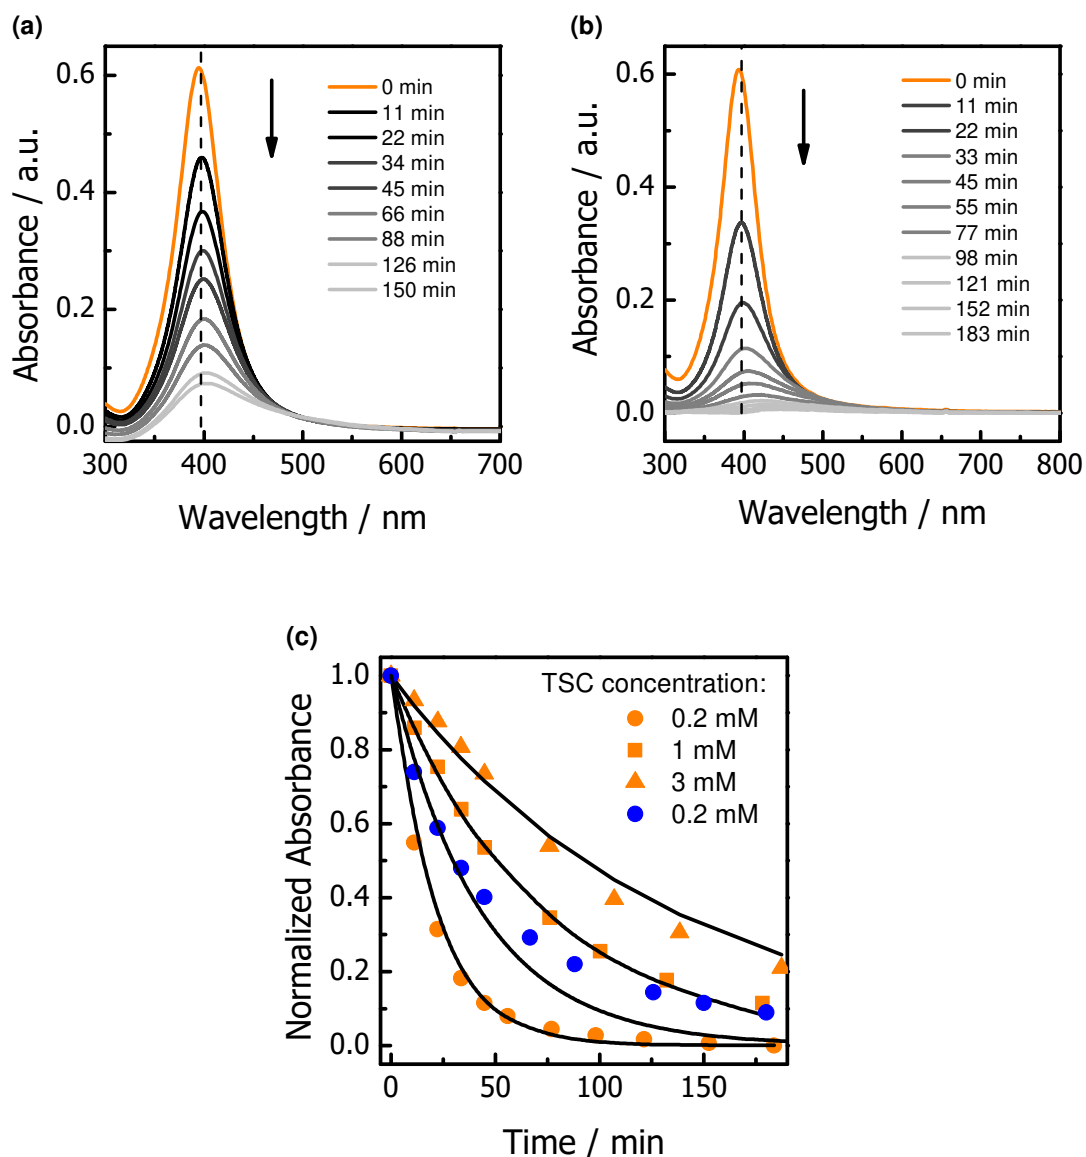 (a)
0.6
0.4
0.2
0.0
Absorbance / a.u.
0 min
11 min
22 min
34 min
45 min
66 min
88 min
126 min
150 min
300
400
500
600
700
Wavelength / nm
(b)
0.6
0.4
0.2
0.0
Absorbance / a.u.
0 min
11 min
22 min
33 min
45 min
55 min
77 min
98 min
121 min
152 min
183 min
300
400
500
600
700
800
Wavelength / nm
(c)
1.0
0.8
0.6
0.4
0.2
0.0
Normalized Absorbance
TSC concentration:
0.2 mM
1 mM
3 mM
0.2 mM
0
50
100
150
Time / min